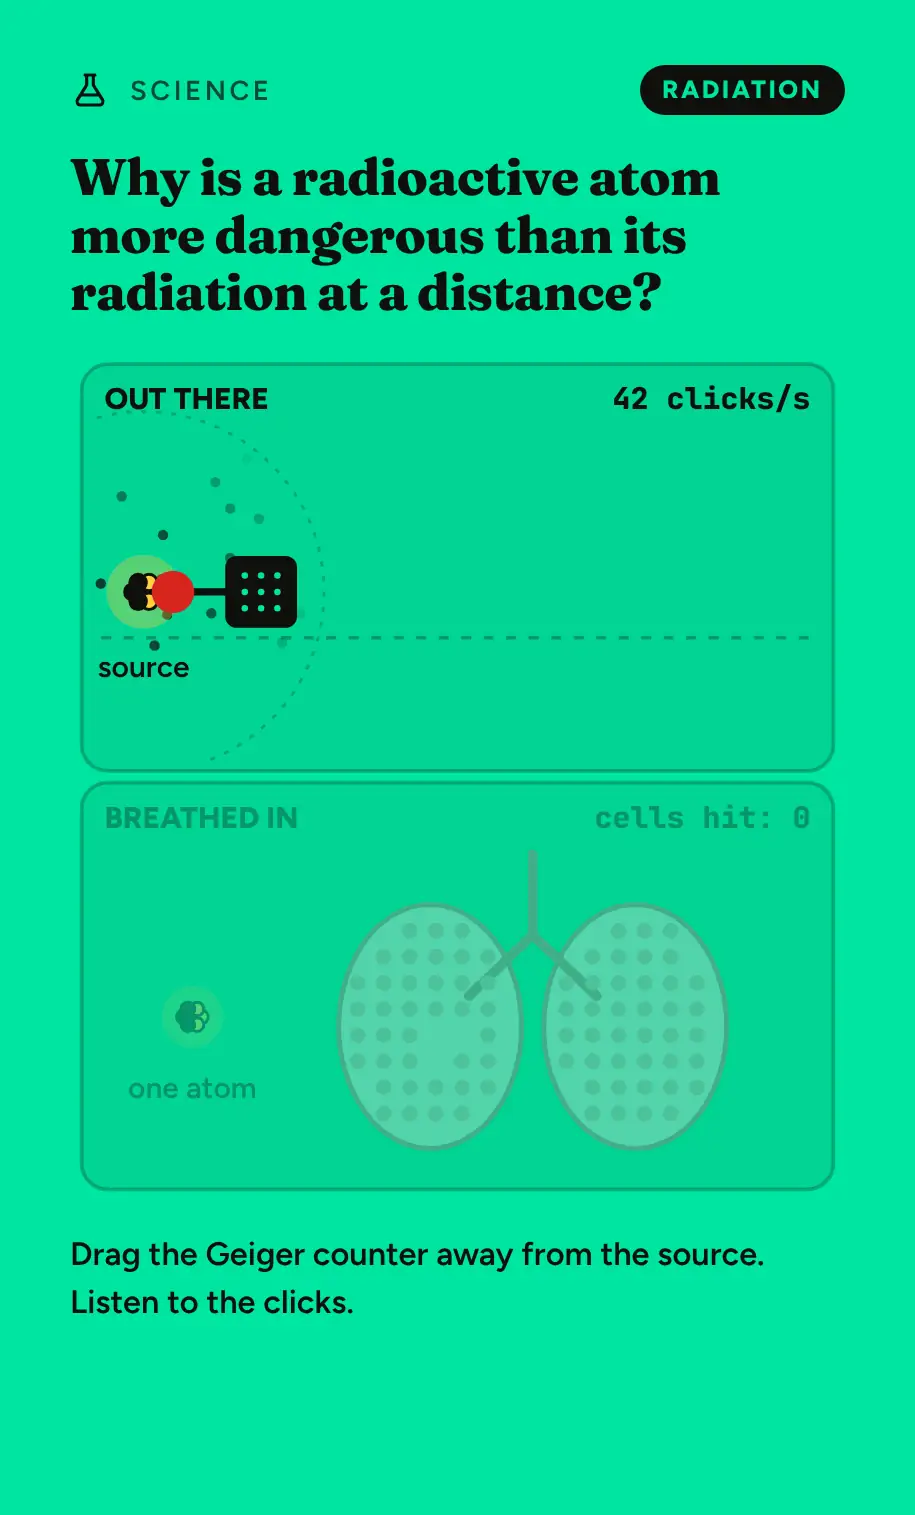 SCIENCE
RADIATION
Why is a radioactive atom
more dangerous than its
radiation at a distance?
OUT THERE
42 clicks/s
source
BREATHED IN
cells hit: 0
one atom
Drag the Geiger counter away from the source.
Listen to the clicks.